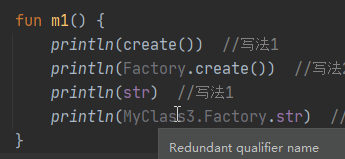 fun m1() {
println(create())  //写法1
println(Factory.create())  //写法
println(str)  //写法1
println(MyClass3.Factory.str)  //
Redundant qualifier name
}